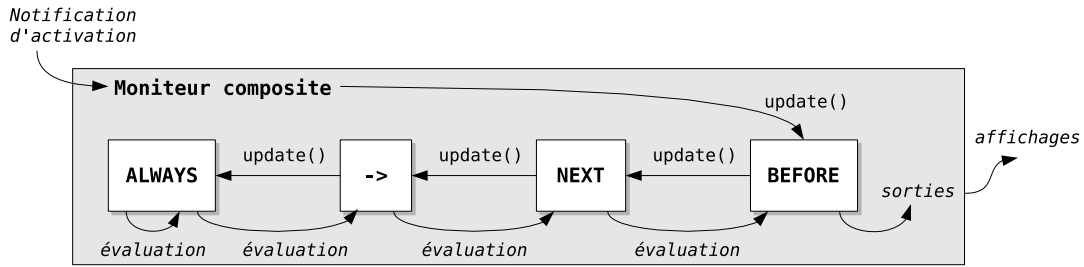 Notification
d'activation
Moniteur composite
update()
affichages
ALWAYS
update()
->
update()
NEXT
update()
BEFORE
sorties
évaluation
évaluation
évaluation
évaluation